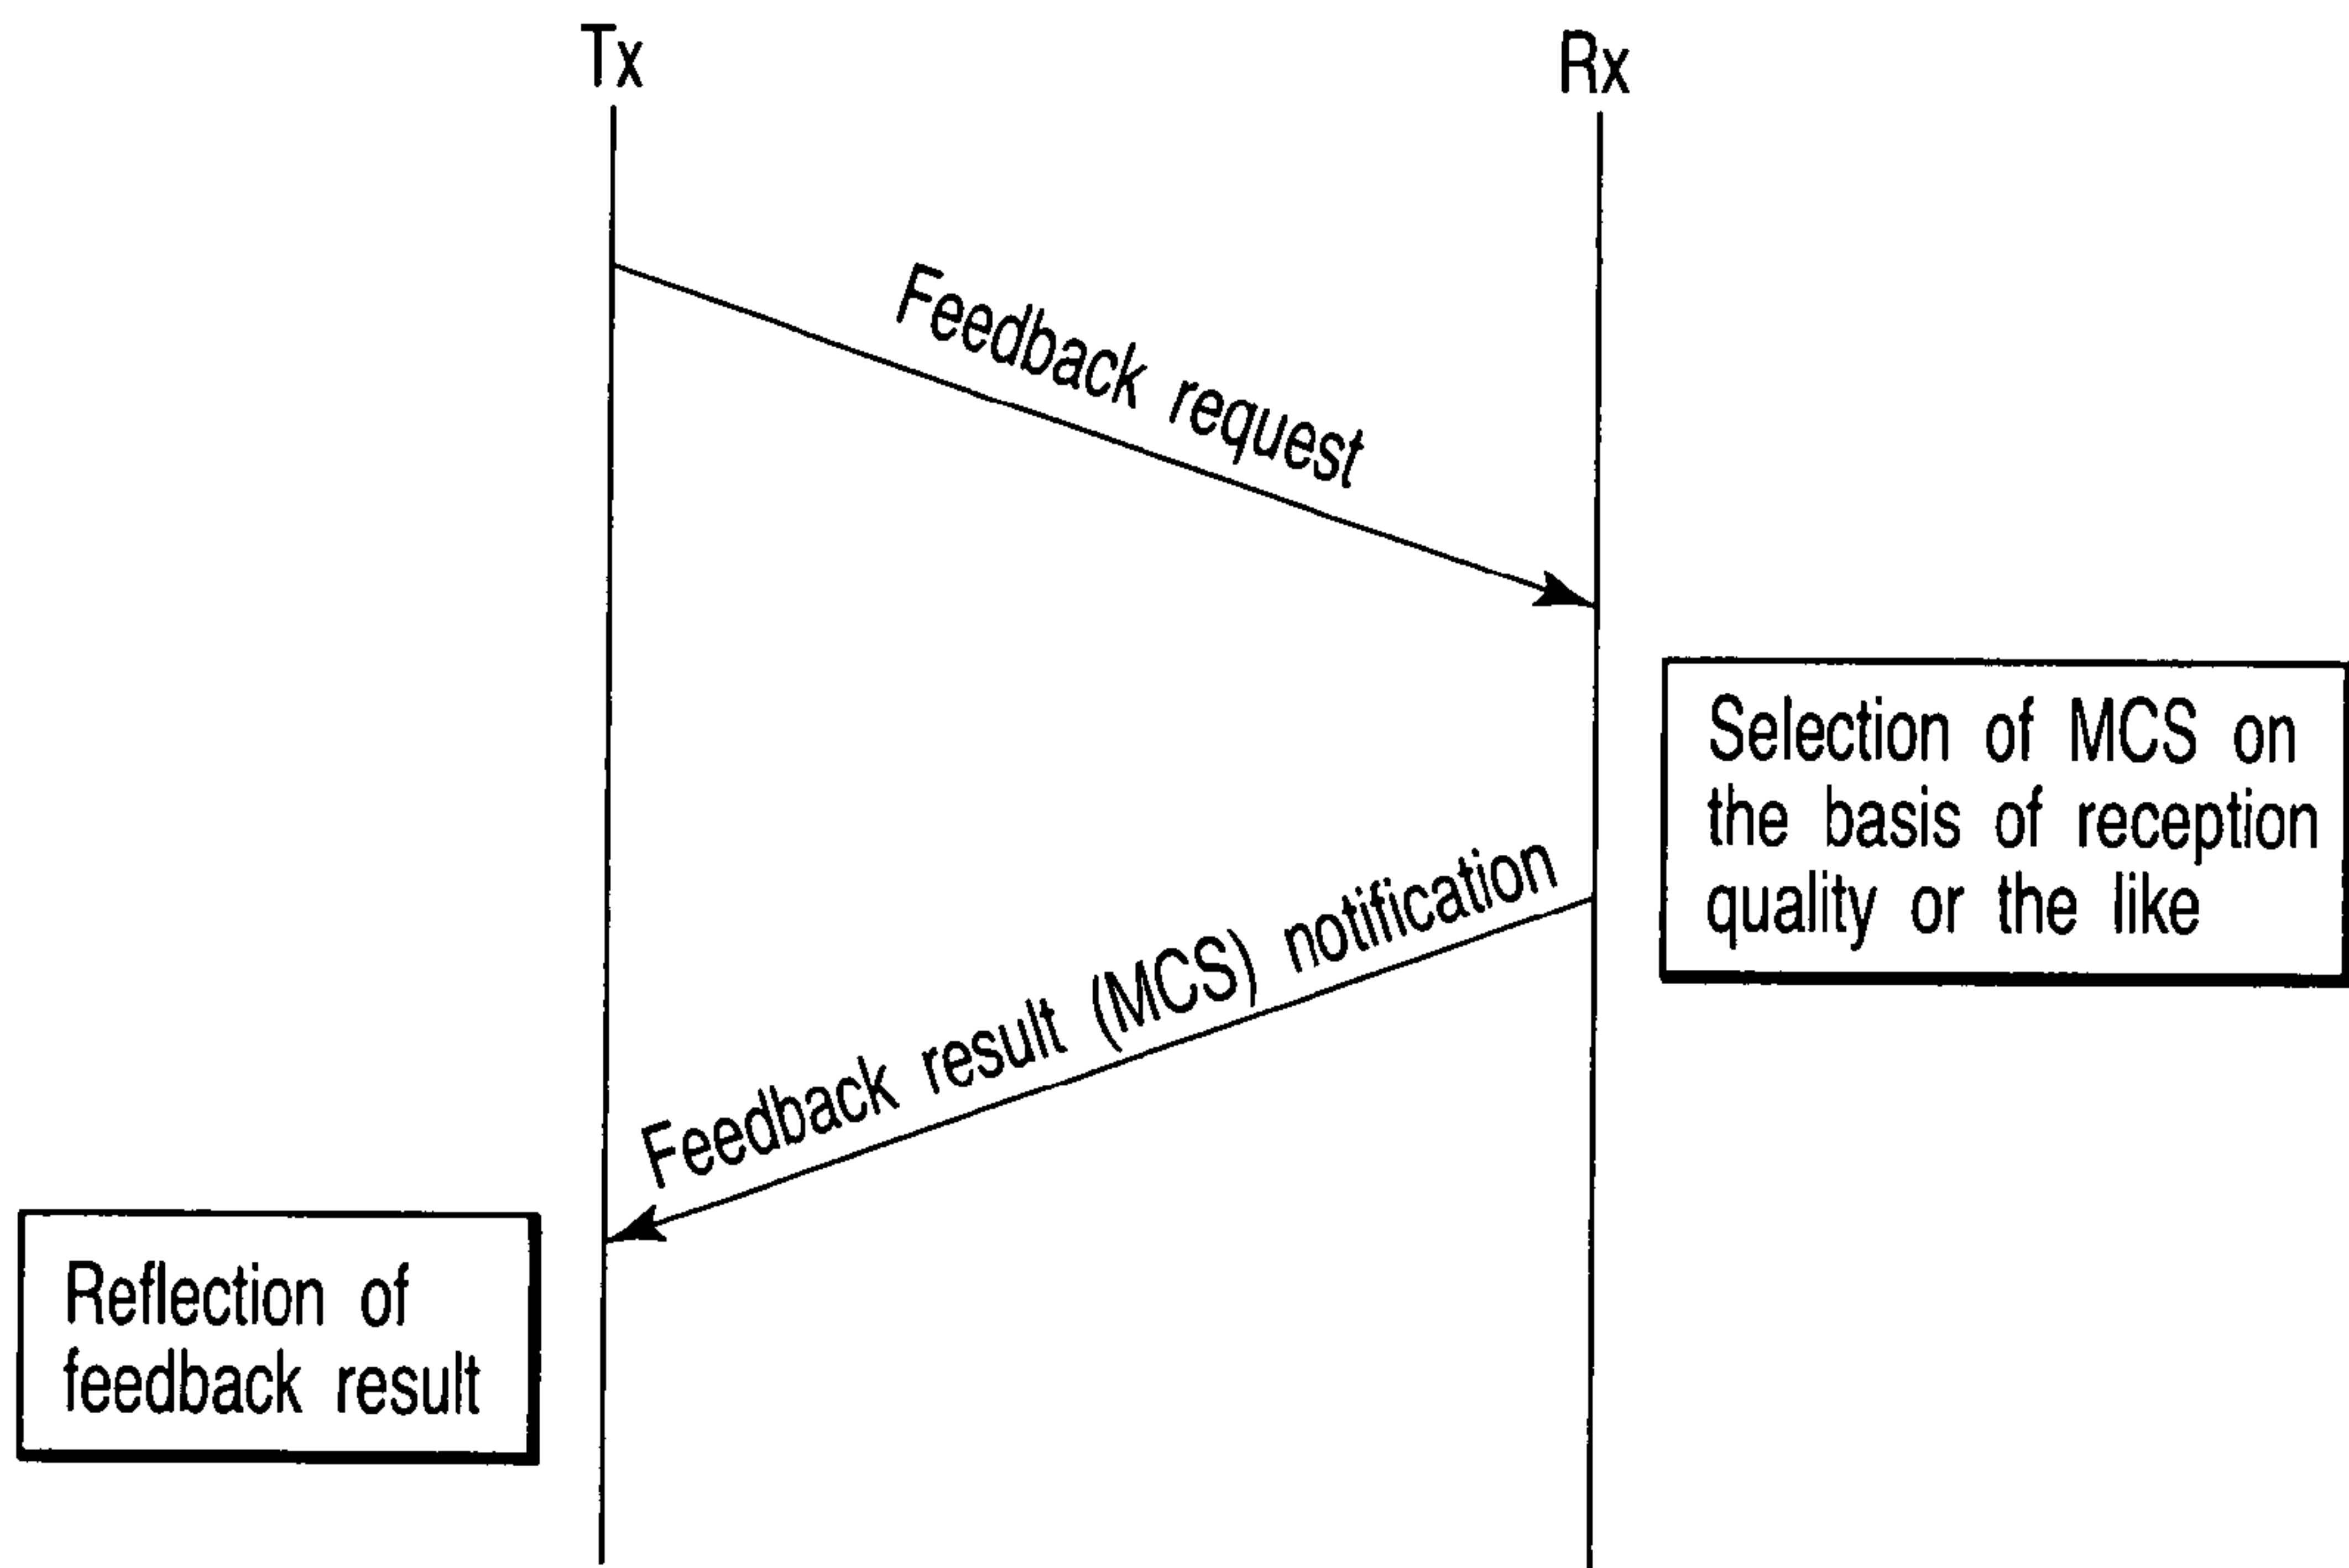 Tx
Rx
Feedback request
Selection of MCS on
the basis of reception
quality or the like
Feedback result (MCS) notification
Reflection of
feedback result